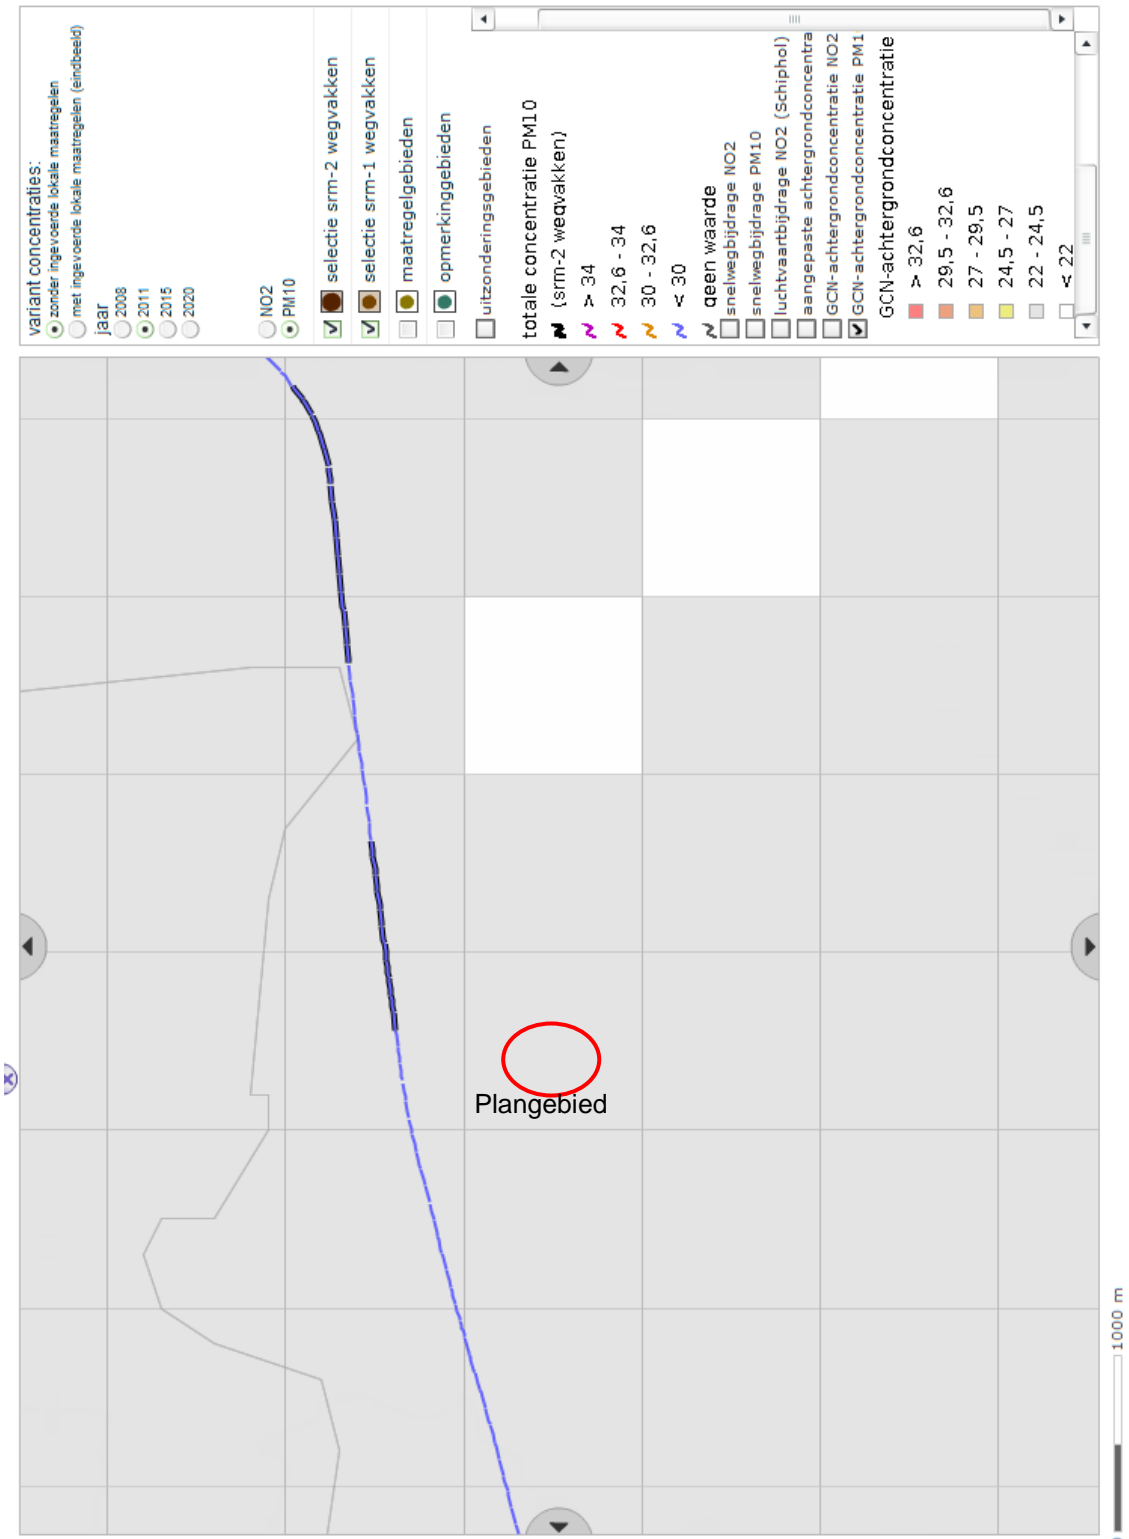 variant concentraties:
zonder ingevoerde lokale maatregelen
met ingevoerde lokale maatregelen (eindbeeld)
jaar
2008
2011
2015
2020
NO2
PM10
selectie srm-2 wegvakken
selectie srm-1 wegvakken
maatregelgebieden
opmerkinggebieden
uitzonderingsgebieden
totale concentratie PM10
(srm-2 wegvakken)
> 34
32,6 - 34
30 - 32,6
< 30
geen waarde
snelwegbijdrage NO2
snelwegbijdrage PM10
luchtvaartbijdrage NO2 (Schiphol)
aangepaste achtergrondconcentra
GCN-achtergrondconcentratie NO2
GCN-achtergrondconcentratie PM1
GCN-achtergrondconcentratie
> 32,6
29,5 - 32,6
27 - 29,5
24,5 - 27
22 - 24,5
< 22
Plangebied
1000 m